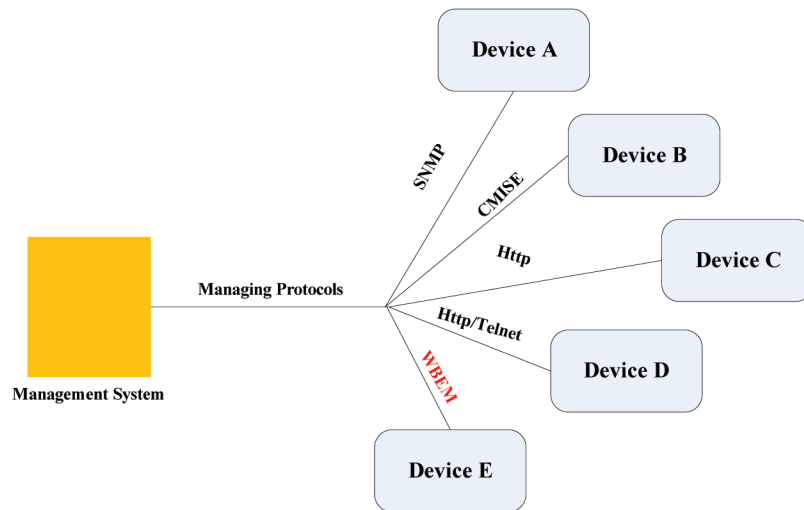 Device A
SNMP
Device B
CMISE
Http
Device C
Managing Protocols
Http/Telnet
Device D
WBEM
Management System
Device E